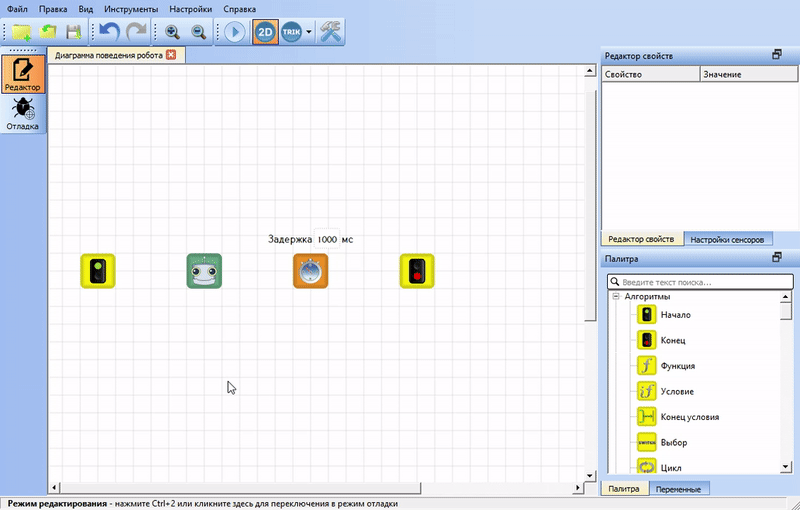 Файл Правка Вид Инструменты Настройки Справка
2D TRIK
Диаграмма поведения робота
Редактор
Отладка
Задержка 1000 мс
Редактор свойств
Свойство Значение
Редактор свойств Настройки сенсоров
Палитра
Введите текст поиска...
Алгоритмы
Начало
Конец
Функция
Условие
Конец условия
SWITCH Выбор
Цикл
Палитра Переменные
Режим редактирования - нажмите Ctrl+2 или кликните здесь для переключения в режим отладки